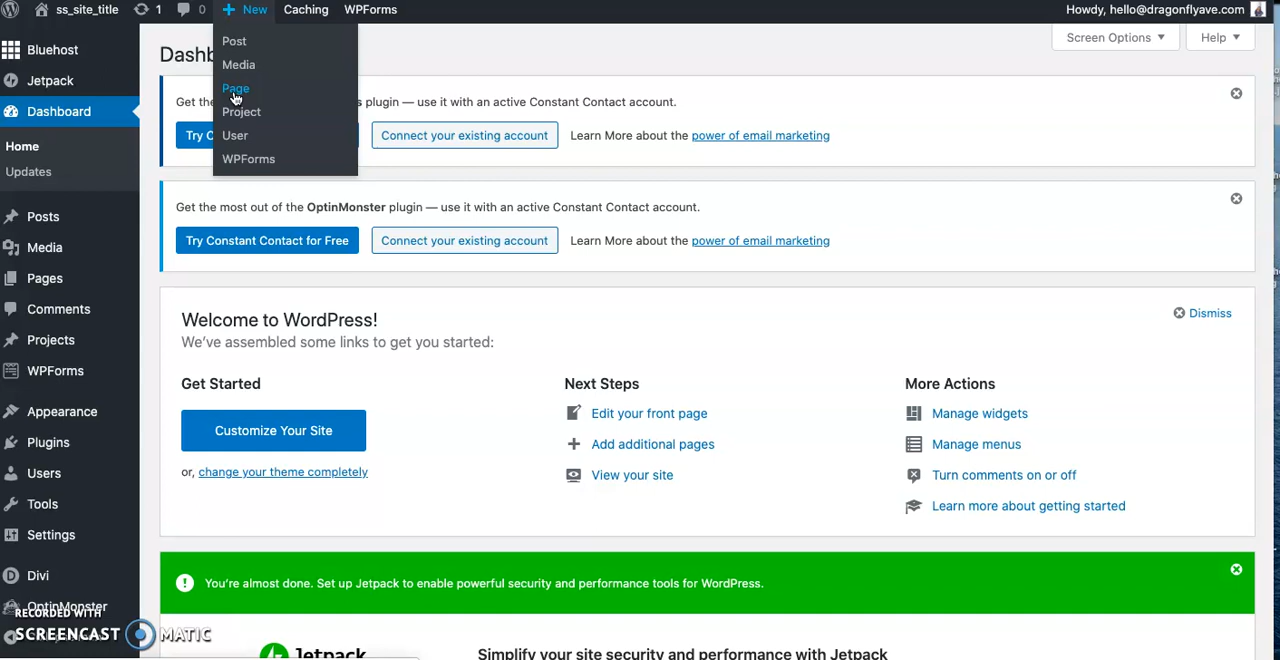 ss_site_title 1 0 New Caching WPForms Howdy, hello@dragonflyave.com
Post
Media
Page
Project
User
WPForms
Screen Options Help
Bluehost
Jetpack
Dashboard
Home
Updates
Posts
Media
Pages
Comments
Projects
WPForms
Appearance
Plugins
Users
Tools
Settings
Divi
OptinMonster
RECORDED WITH
SCREENCAST MATIC
Dashb
Get the s plugin — use it with an active Constant Contact account.
Try C Connect your existing account Learn More about the power of email marketing
Get the most out of the OptinMonster plugin — use it with an active Constant Contact account.
Try Constant Contact for Free Connect your existing account Learn More about the power of email marketing
Welcome to WordPress!
We've assembled some links to get you started:
Dismiss
Get Started
Customize Your Site
or, change your theme completely
Next Steps
Edit your front page
Add additional pages
View your site
More Actions
Manage widgets
Manage menus
Turn comments on or off
Learn more about getting started
You're almost done. Set up Jetpack to enable powerful security and performance tools for WordPress.
Jetpack
Simplify your site security and performance with Jetpack